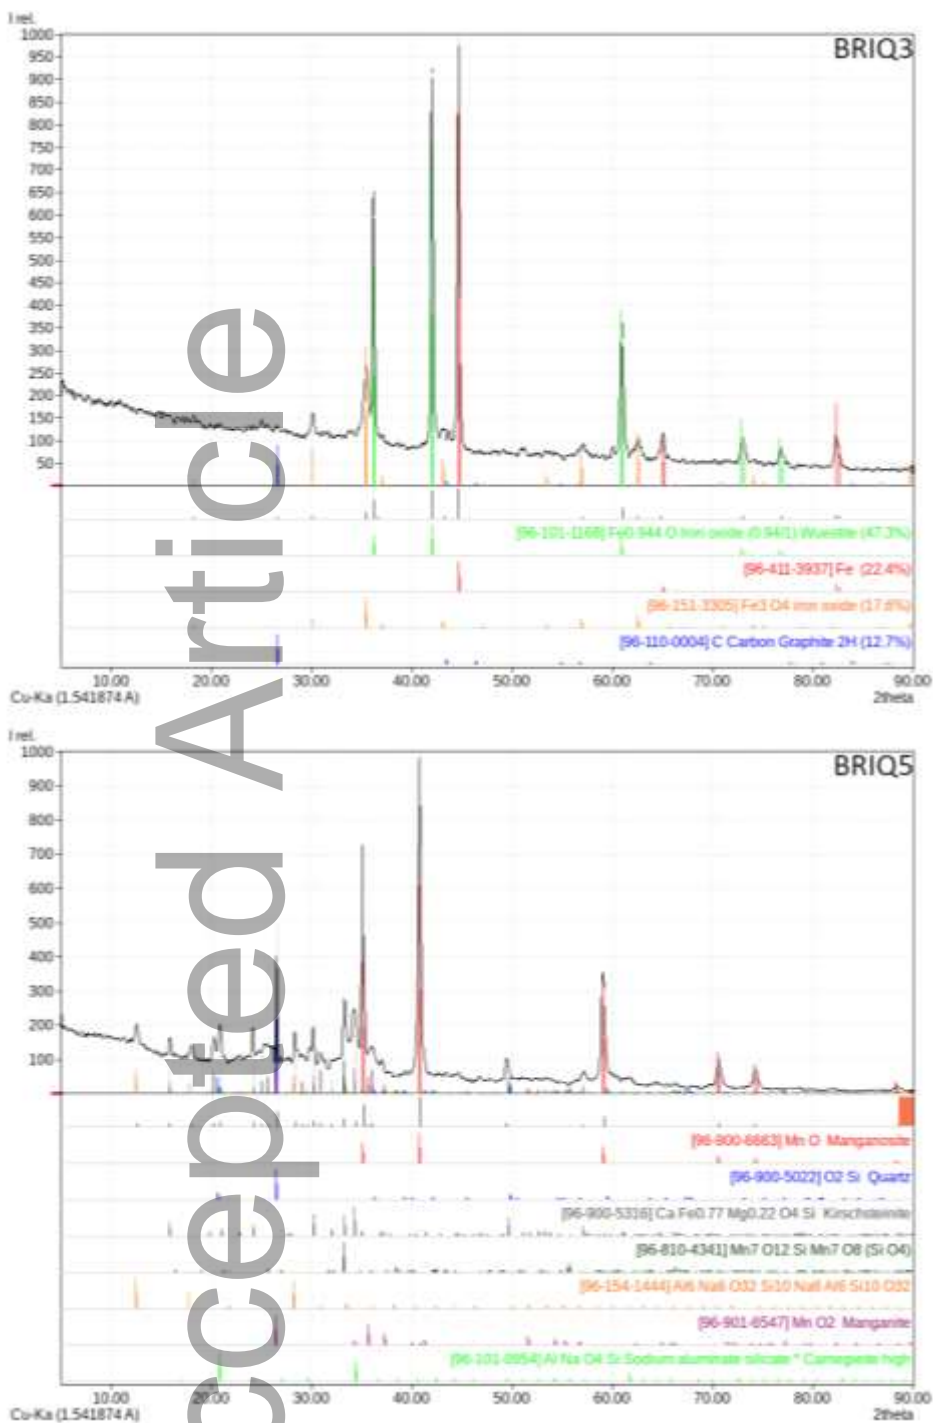 I rel.
BRIQ3
1000
950
900
850
800
750
700
650
600
550
500
450
400
350
300
250
200
150
100
50
[96-101-1168] Fe0.944 O Iron oxide (0.94/1) Wuestite (47.3%)
[96-411-3937] Fe (22.4%)
[96-151-3305] Fe3 O4 Iron oxide (17.6%)
[96-110-0004] C Carbon Graphite 2H (12.7%)
10.00 20.00 30.00 40.00 50.00 60.00 70.00 80.00 90.00
Cu-Ka (1.541874 A) 2theta
I rel.
BRIQ5
1000
900
800
700
600
500
400
300
200
100
[96-900-6663] Mn O Manganosite
[96-900-5022] O2 Si Quartz
[96-900-5316] Ca Fe0.77 Mg0.22 O4 Si Kirschsteinite
[96-810-4341] Mn7 O12 Si Mn7 O8 (Si O4)
[96-154-1444] Al6 Na6 O32 Si10 Na6 Al6 Si10 O32
[96-901-6547] Mn O2 Manganite
[96-101-0954] Al Na O4 Si Sodium aluminate silicate * Carnegieite high
10.00 20.00 30.00 40.00 50.00 60.00 70.00 80.00 90.00
Cu-Ka (1.541874 A) 2theta
Accepted Article